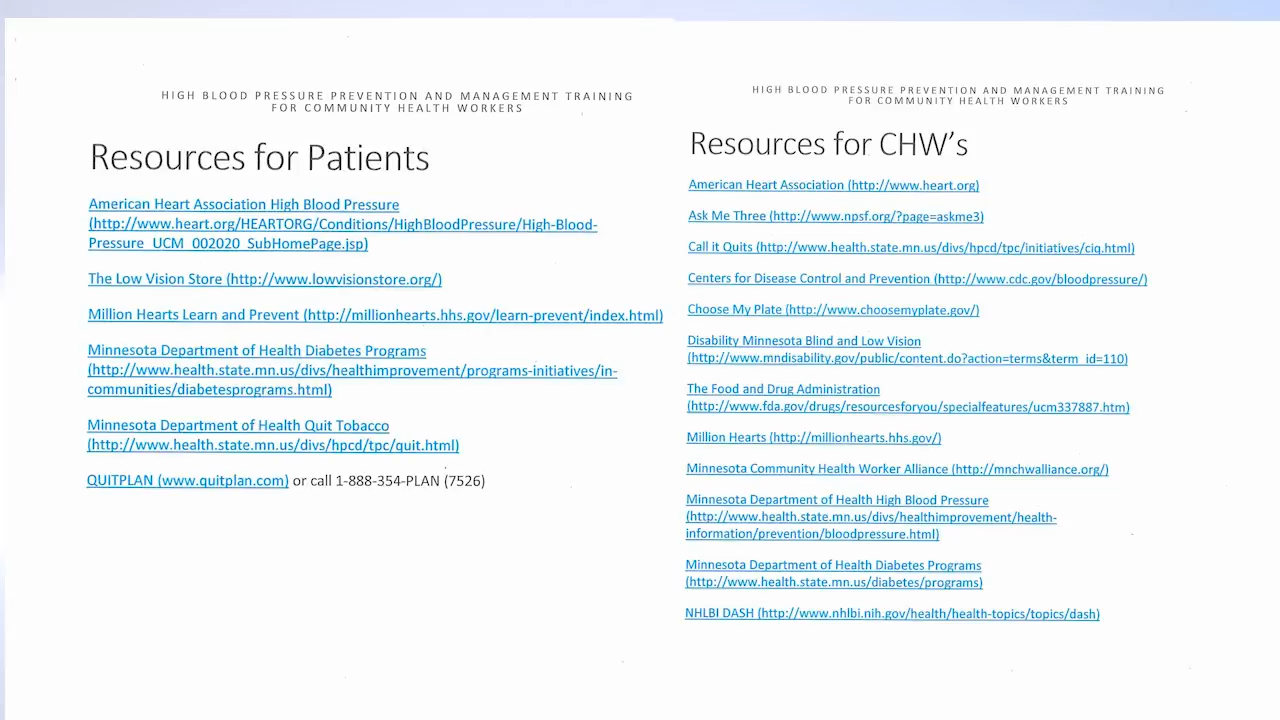 HIGH BLOOD PRESSURE PREVENTION AND MANAGEMENT TRAINING
FOR COMMUNITY HEALTH WORKERS
Resources for Patients
American Heart Association High Blood Pressure
(http://www.heart.org/HEARTORG/Conditions/HighBloodPressure/High-Blood-
Pressure_UCM_002020_SubHomePage.jsp)
The Low Vision Store (http://www.lowvisionstore.org/)
Million Hearts Learn and Prevent (http://millionhearts.hhs.gov/learn-prevent/index.html)
Minnesota Department of Health Diabetes Programs
(http://www.health.state.mn.us/divs/healthimprovement/programs-initiatives/in-
communities/diabetesprograms.html)
Minnesota Department of Health Quit Tobacco
(http://www.health.state.mn.us/divs/hpcd/tpc/quit.html)
QUITPLAN (www.quitplan.com) or call 1-888-354-PLAN (7526)
HIGH BLOOD PRESSURE PREVENTION AND MANAGEMENT TRAINING
FOR COMMUNITY HEALTH WORKERS
Resources for CHW's
American Heart Association (http://www.heart.org)
Ask Me Three (http://www.npsf.org/?page=askme3)
Call it Quits (http://www.health.state.mn.us/divs/hpcd/tpc/initiatives/ciq.html)
Centers for Disease Control and Prevention (http://www.cdc.gov/bloodpressure/)
Choose My Plate (http://www.choosemyplate.gov/)
Disability Minnesota Blind and Low Vision
(http://www.mndisability.gov/public/content.do?action=terms&term_id=110)
The Food and Drug Administration
(http://www.fda.gov/drugs/resourcesforyou/specialfeatures/ucm337887.htm)
Million Hearts (http://millionhearts.hhs.gov/)
Minnesota Community Health Worker Alliance (http://mnchwalliance.org/)
Minnesota Department of Health High Blood Pressure
(http://www.health.state.mn.us/divs/healthimprovement/health-
information/prevention/bloodpressure.html)
Minnesota Department of Health Diabetes Programs
(http://www.health.state.mn.us/diabetes/programs)
NHLBI DASH (http://www.nhlbi.nih.gov/health/health-topics/topics/dash)